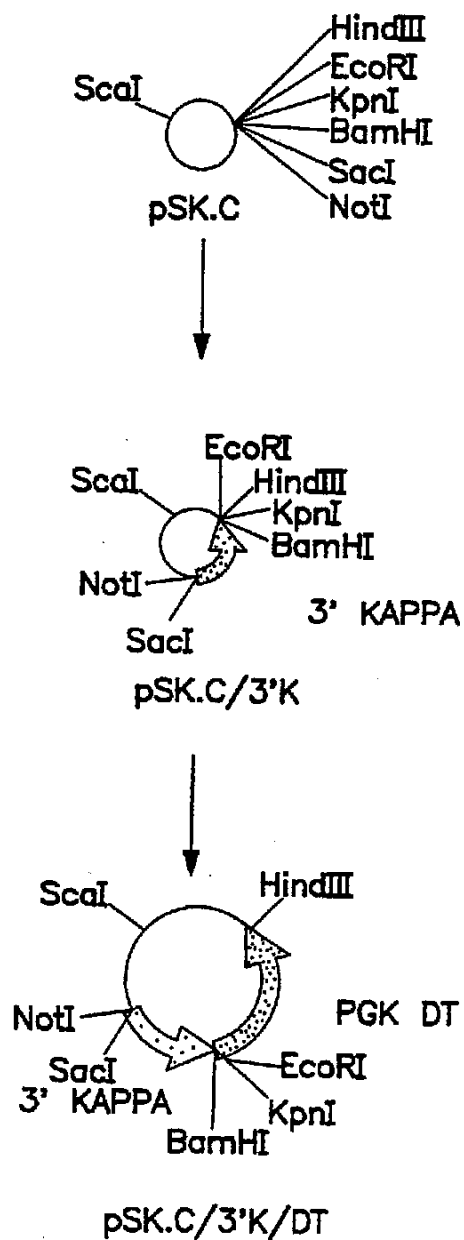 HindIII
EcoRI
ScaI
KpnI
BamHI
SacI
NotI
pSK.C
EcoRI
ScaI
HindIII
KpnI
BamHI
NotI
3' KAPPA
SacI
pSK.C/3'K
HindIII
ScaI
NotI
PGK DT
SacI
EcoRI
3' KAPPA
KpnI
BamHI
pSK.C/3'K/DT